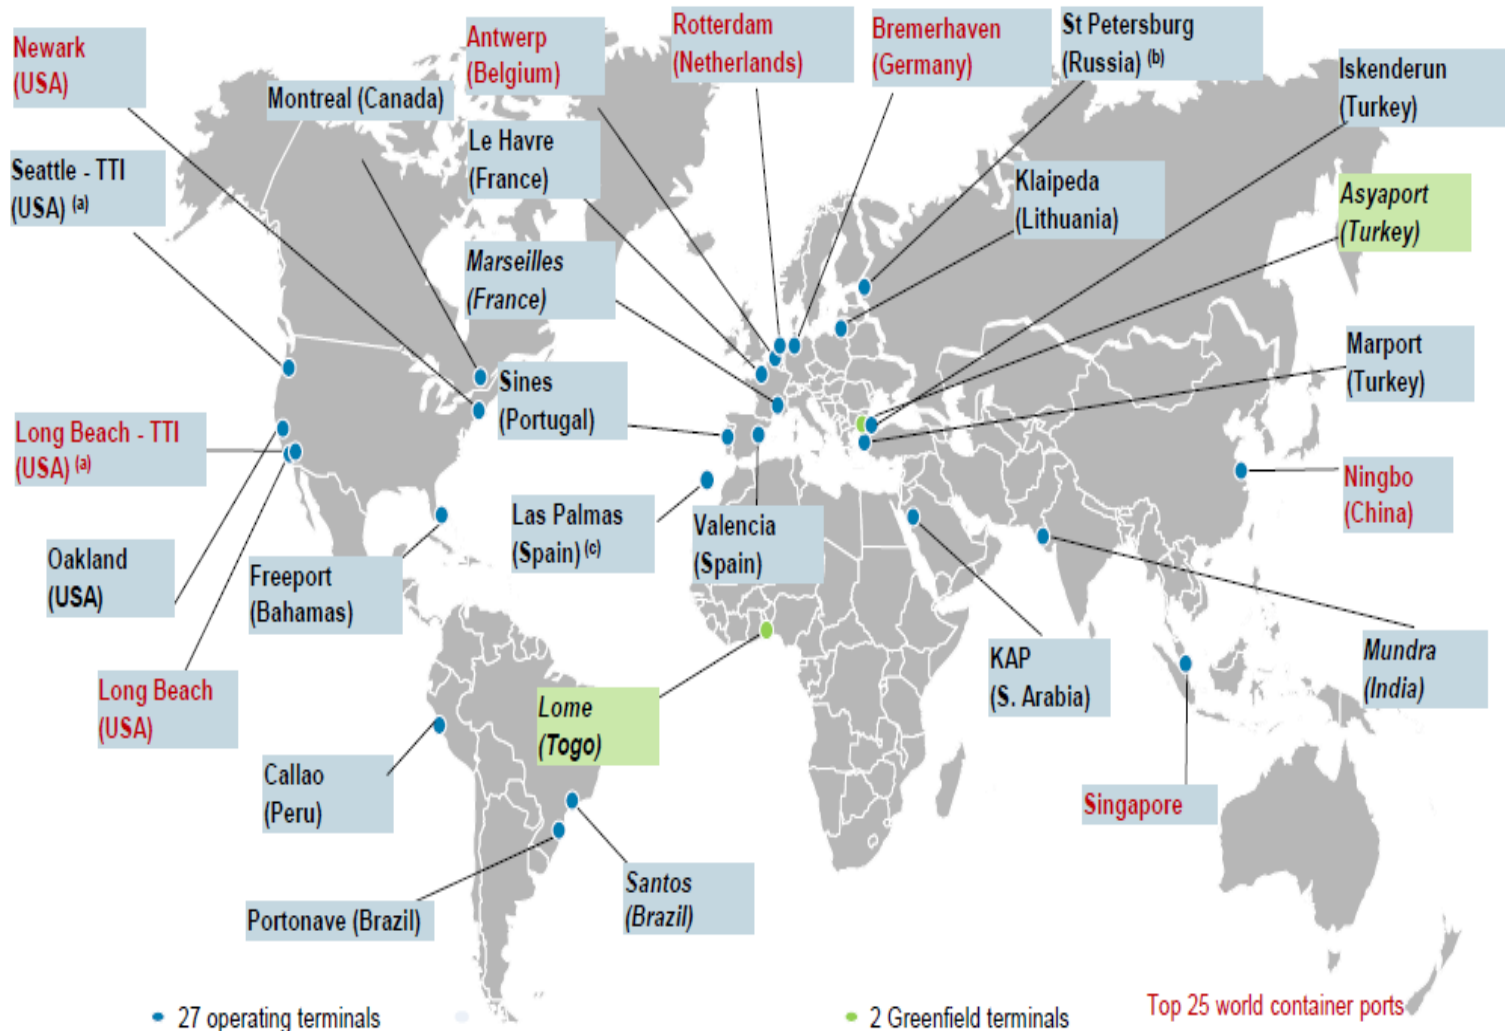 Newark
(USA)
Montreal (Canada)
Antwerp
(Belgium)
Rotterdam
(Netherlands)
Bremerhaven
(Germany)
St Petersburg
(Russia) (b)
Iskenderun
(Turkey)
Seattle - TTI
(USA) (a)
Le Havre
(France)
Klaipeda
(Lithuania)
Asyaport
(Turkey)
Marseilles
(France)
Marport
(Turkey)
Sines
(Portugal)
Long Beach - TTI
(USA) (a)
Ningbo
(China)
Las Palmas
(Spain) (c)
Valencia
(Spain)
Oakland
(USA)
Freeport
(Bahamas)
KAP
(S. Arabia)
Mundra
(India)
Long Beach
(USA)
Lome
(Togo)
Callao
(Peru)
Singapore
Santos
(Brazil)
Portonave (Brazil)
27 operating terminals
2 Greenfield terminals
Top 25 world container ports